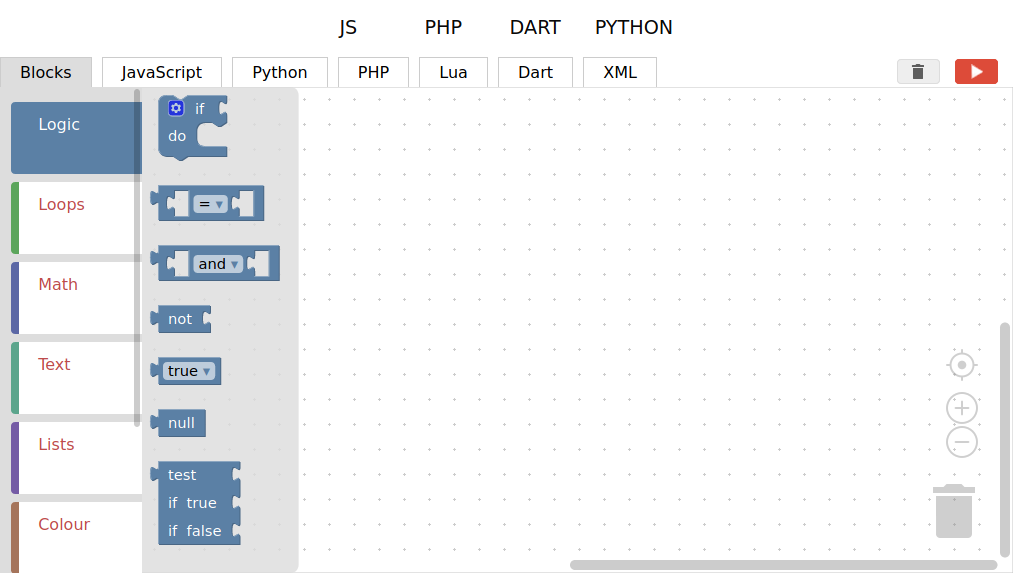 JS PHP DART PYTHON
Blocks JavaScript Python PHP Lua Dart XML
Logic
Loops
Math
Text
Lists
Colour
if
do
= ▾
and ▾
not
true ▾
null
test
if true
if false